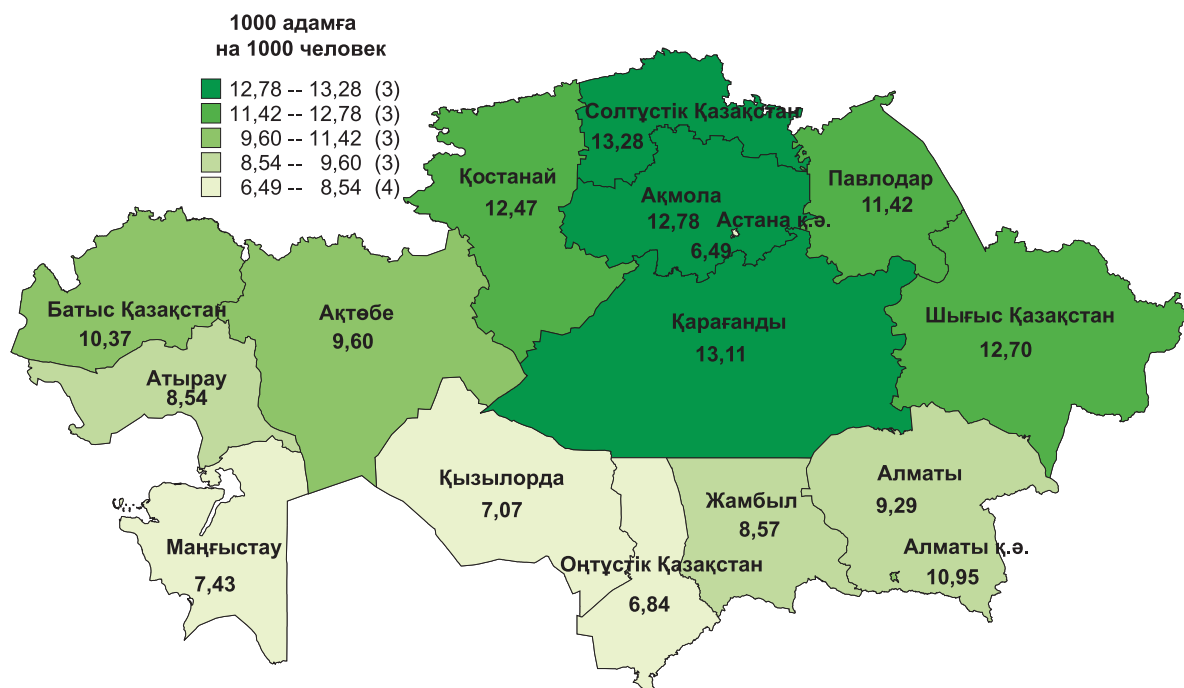 1000 адамға
на 1000 человек
12,78 -- 13,28 (3)
11,42 -- 12,78 (3)
9,60 -- 11,42 (3)
8,54 -- 9,60 (3)
6,49 -- 8,54 (4)
Солтүстік Қазақстан
13,28
Қостанай
12,47
Ақмола
12,78
Астана қ.ә.
6,49
Павлодар
11,42
Батыс Қазақстан
10,37
Ақтөбе
9,60
Қарағанды
13,11
Шығыс Қазақстан
12,70
Атырау
8,54
Қызылорда
7,07
Жамбыл
8,57
Алматы
9,29
Маңғыстау
7,43
Оңтүстік Қазақстан
6,84
Алматы қ.ә.
10,95